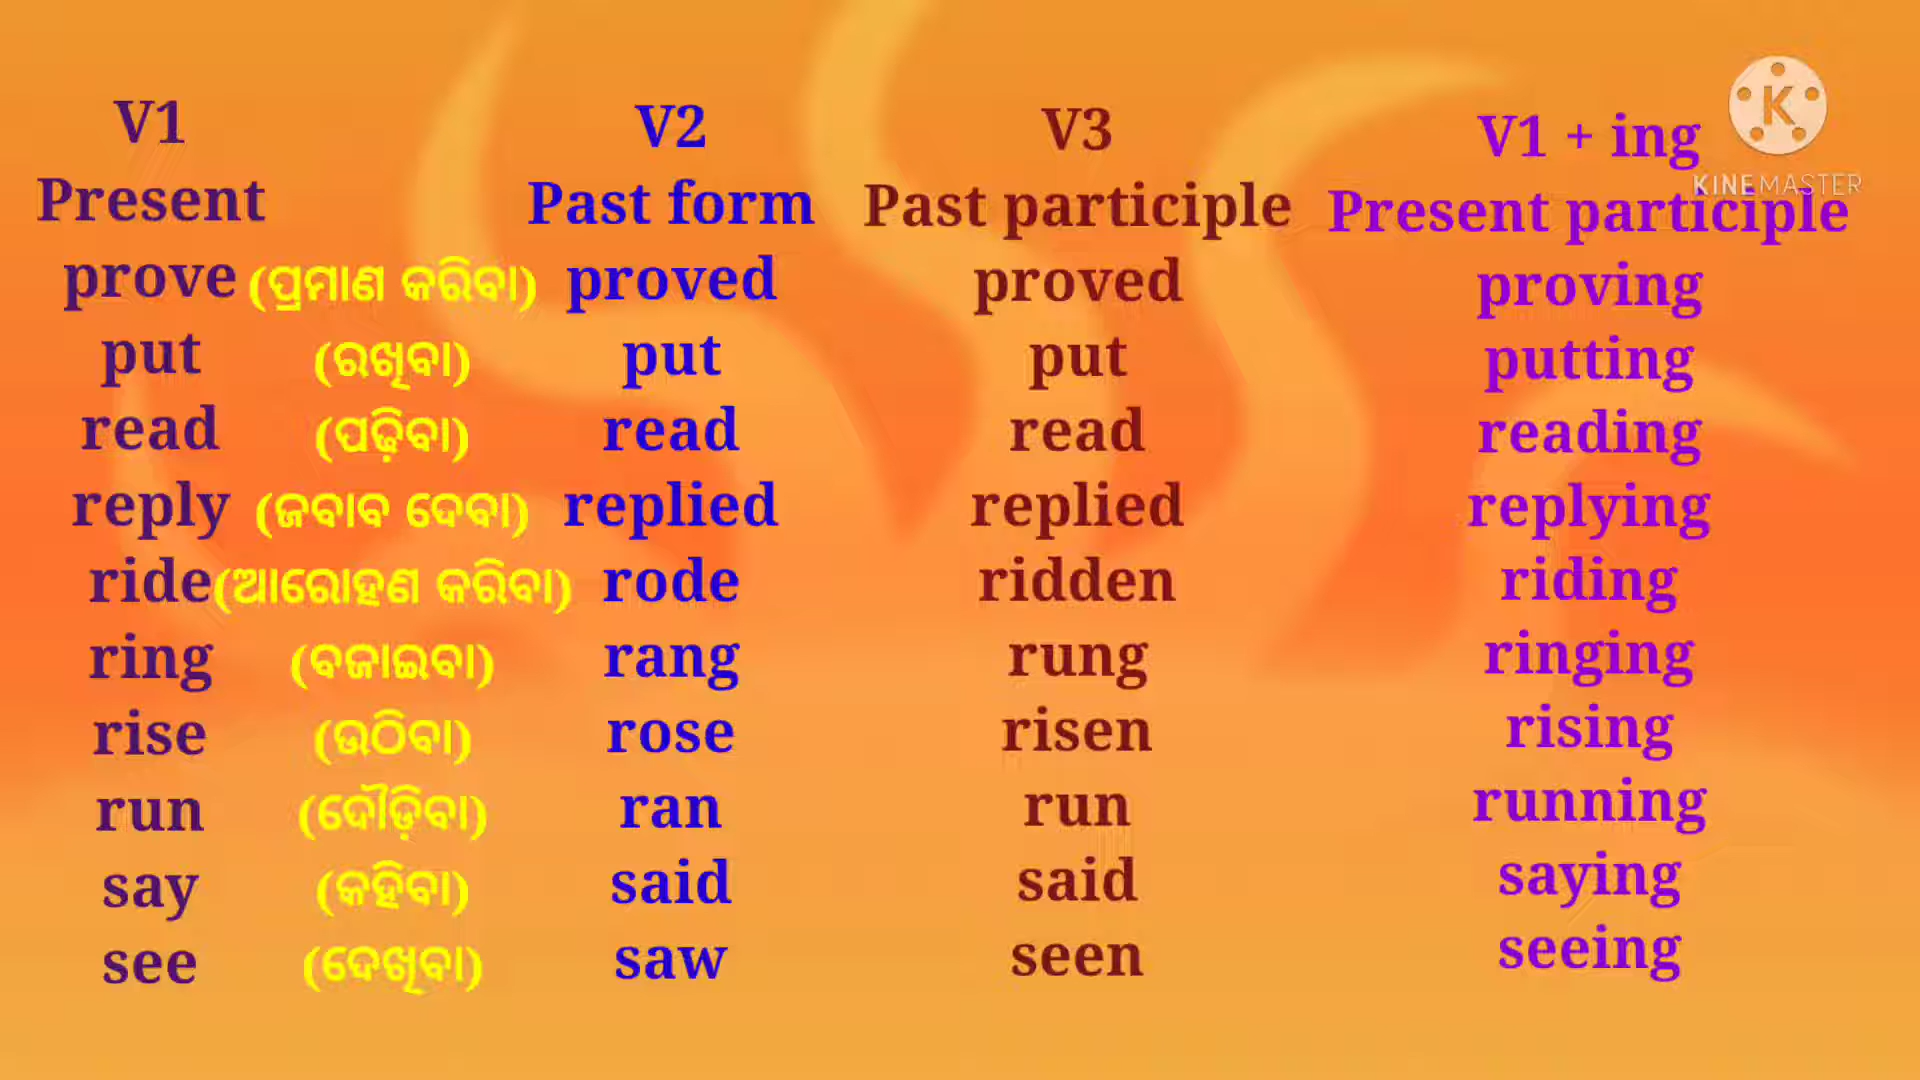 V1 V2 V3 V1 + ing
KINEMASTER
Present Past form Past participle Present participle
prove (ପ୍ରମାଣ କରିବା) proved proved proving
put (ରଖିବା) put put putting
read (ପଢ଼ିବା) read read reading
reply (ଜବାବ ଦେବା) replied replied replying
ride (ଆରୋହଣ କରିବା) rode ridden riding
ring (ବଜାଇବା) rang rung ringing
rise (ଉଠିବା) rose risen rising
run (ଦୌଡ଼ିବା) ran run running
say (କହିବା) said said saying
see (ଦେଖିବା) saw seen seeing